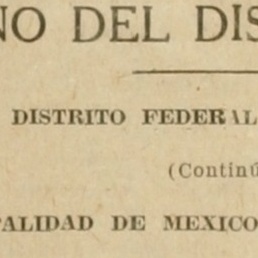 NO DEL DIS
DISTRITO FEDERAL
(Continú
PALIDAD DE MEXICO